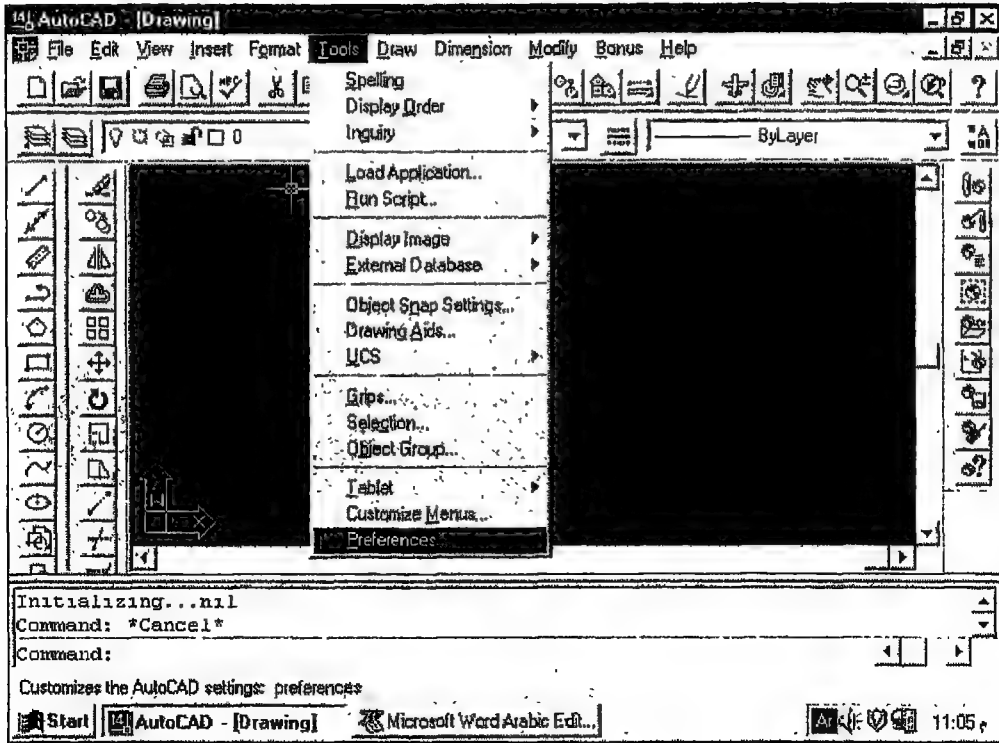 AutoCAD - [Drawing]
File Edit View Insert Format Tools Draw Dimension Modify Bonus Help
Spelling
Display Order
Inquiry
0
ByLayer
Load Application...
Run Script...
Display Image
External Database
Object Snap Settings...
Drawing Aids...
UCS
Grips...
Selection...
Object Group...
Tablet
Customize Menus...
Preferences
Initializing...nil
Command: *Cancel*
Command:
Customizes the AutoCAD settings: preferences
Start AutoCAD - [Drawing] Microsoft Word Arabic Edit... Ar 11:05 م